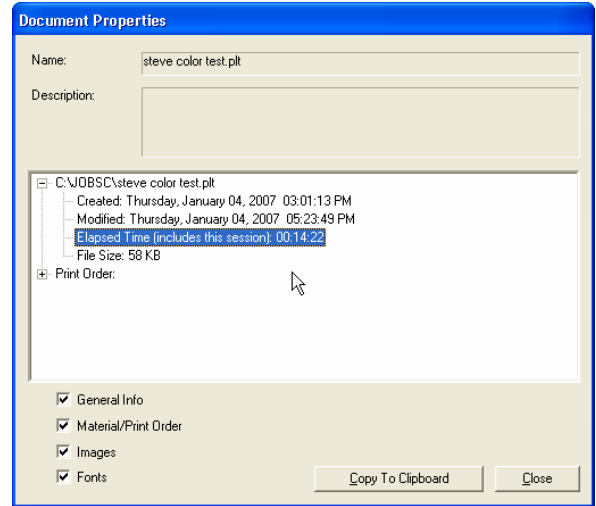 Document Properties
Name: steve color test.plt
Description:
C:\JOBSC\steve color test.plt
Created: Thursday, January 04, 2007 03:01:13 PM
Modified: Thursday, January 04, 2007 05:23:49 PM
Elapsed Time (includes this session): 00:14:22
File Size: 58 KB
Print Order:
General Info
Material/Print Order
Images
Fonts
Copy To Clipboard Close